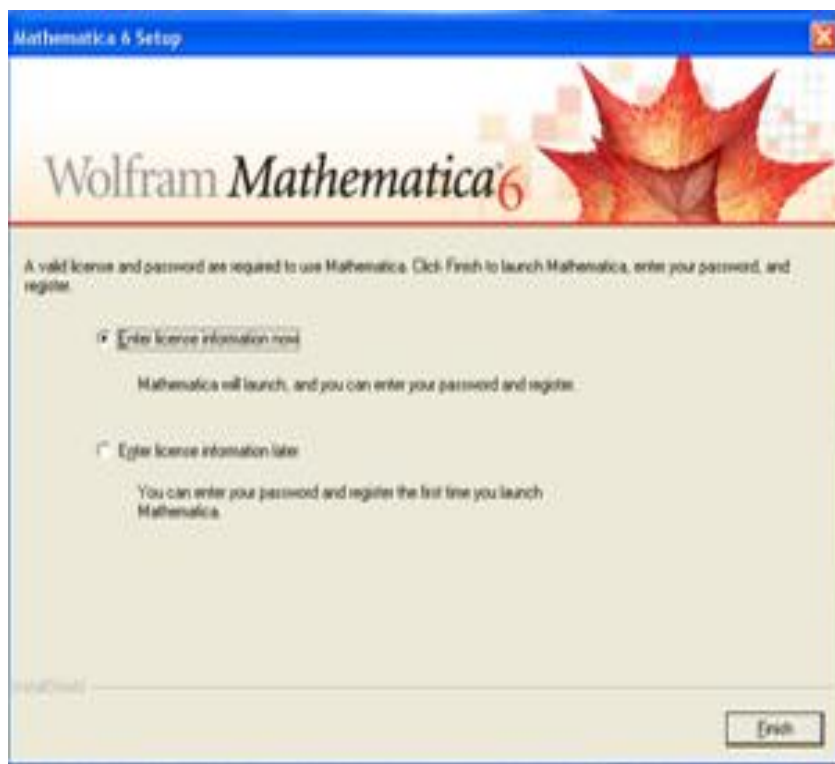 Mathematica 6 Setup
Wolfram Mathematica 6
A valid license and password are required to use Mathematica. Click Finish to launch Mathematica, enter your password, and
register.
Enter license information now
Mathematica will launch, and you can enter your password and register.
Enter license information later
You can enter your password and register the first time you launch
Mathematica.
InstallShield
Finish